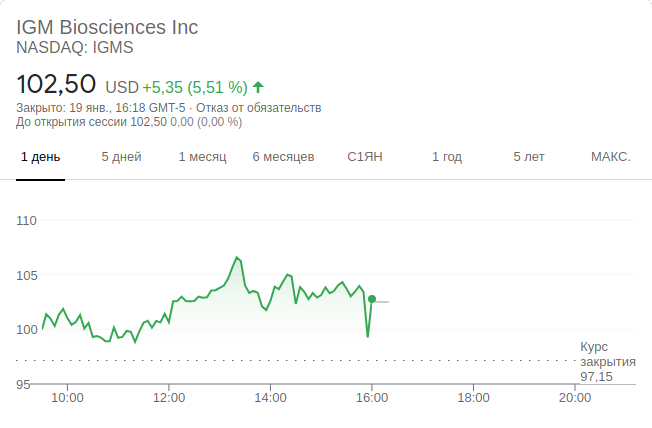 IGM Biosciences Inc
NASDAQ: IGMS
102,50 USD +5,35 (5,51 %)
Закрыто: 19 янв., 16:18 GMT-5 · Отказ от обязательств
До открытия сессии 102,50 0,00 (0,00 %)
1 день 5 дней 1 месяц 6 месяцев С1ЯН 1 год 5 лет МАКС.
110
105
100
Курс
закрытия
97,15
95
10:00 12:00 14:00 16:00 18:00 20:00